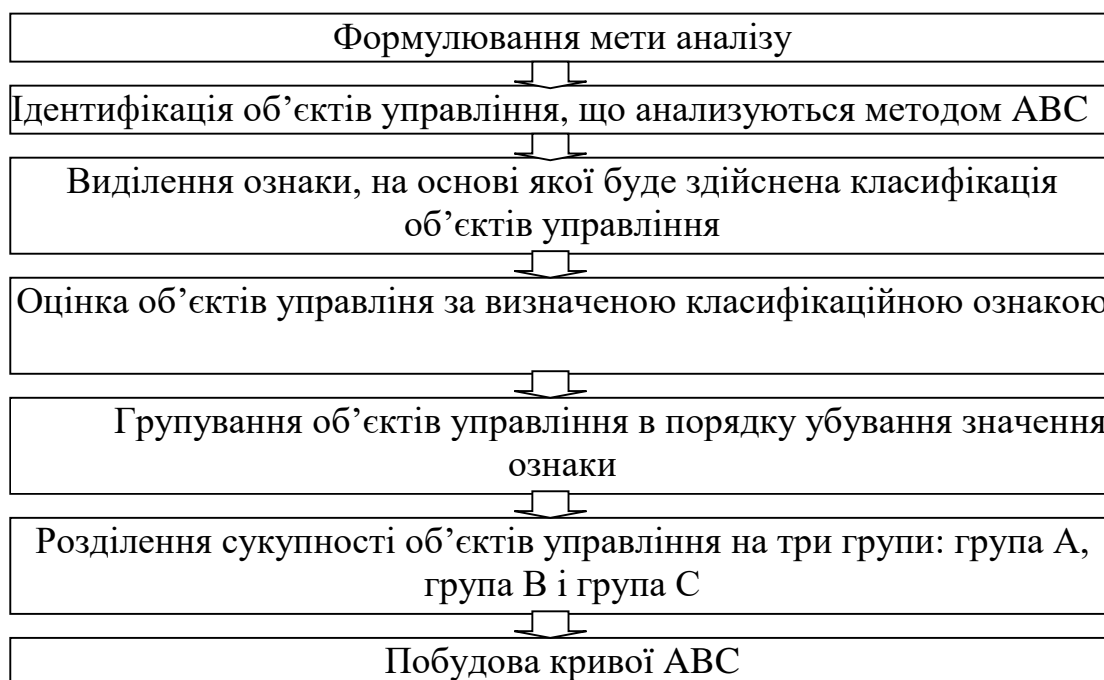 Формулювання мети аналізу
Ідентифікація об’єктів управління, що анализуються методом АВС
Виділення ознаки, на основі якої буде здійснена класифікація
об’єктів управління
Оцінка об’єктів управліня за визначеною класифікаційною ознакою
Групування об’єктів управління в порядку убування значення
ознаки
Розділення сукупності об’єктів управління на три групи: група А,
група В і група С
Побудова кривої АВС